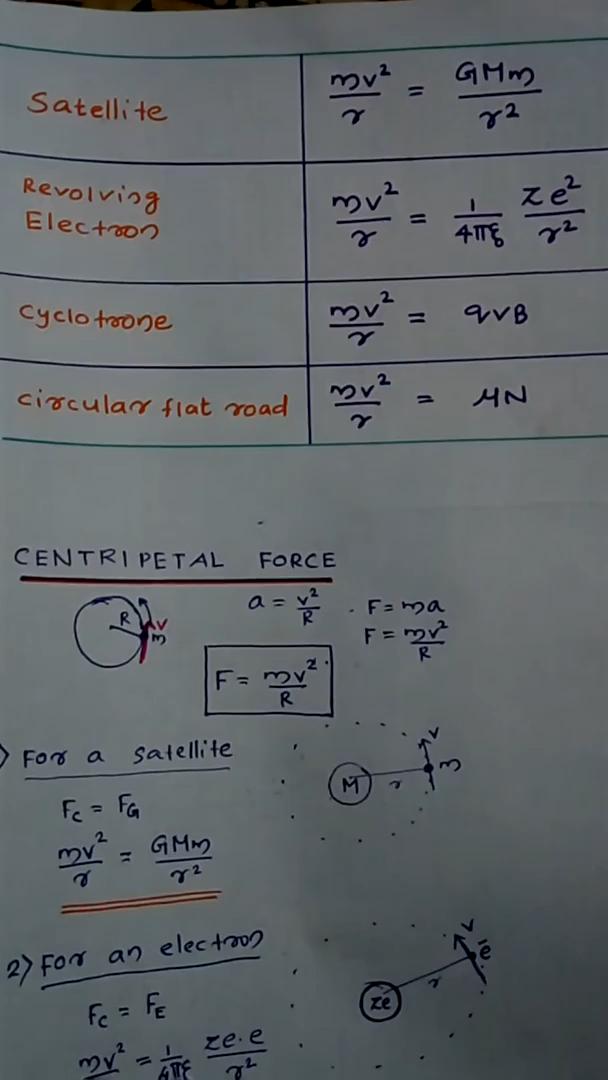 Satellite mv²/r = GMm/r²
Revolving
Electron mv²/r = 1/4πε Ze²/r²
Cyclotrone mv²/r = qvB
circular flat road mv²/r = μN
CENTRIPETAL FORCE
R v m
a = v²/R . F = ma
F = mv²/R
F = mv²/R
) For a satellite
M r m v
Fc = FG
mv²/r = GMm/r²
2) For an electron
ze r ē v
Fc = FE
mv² = 1/4πε ze.e/r²